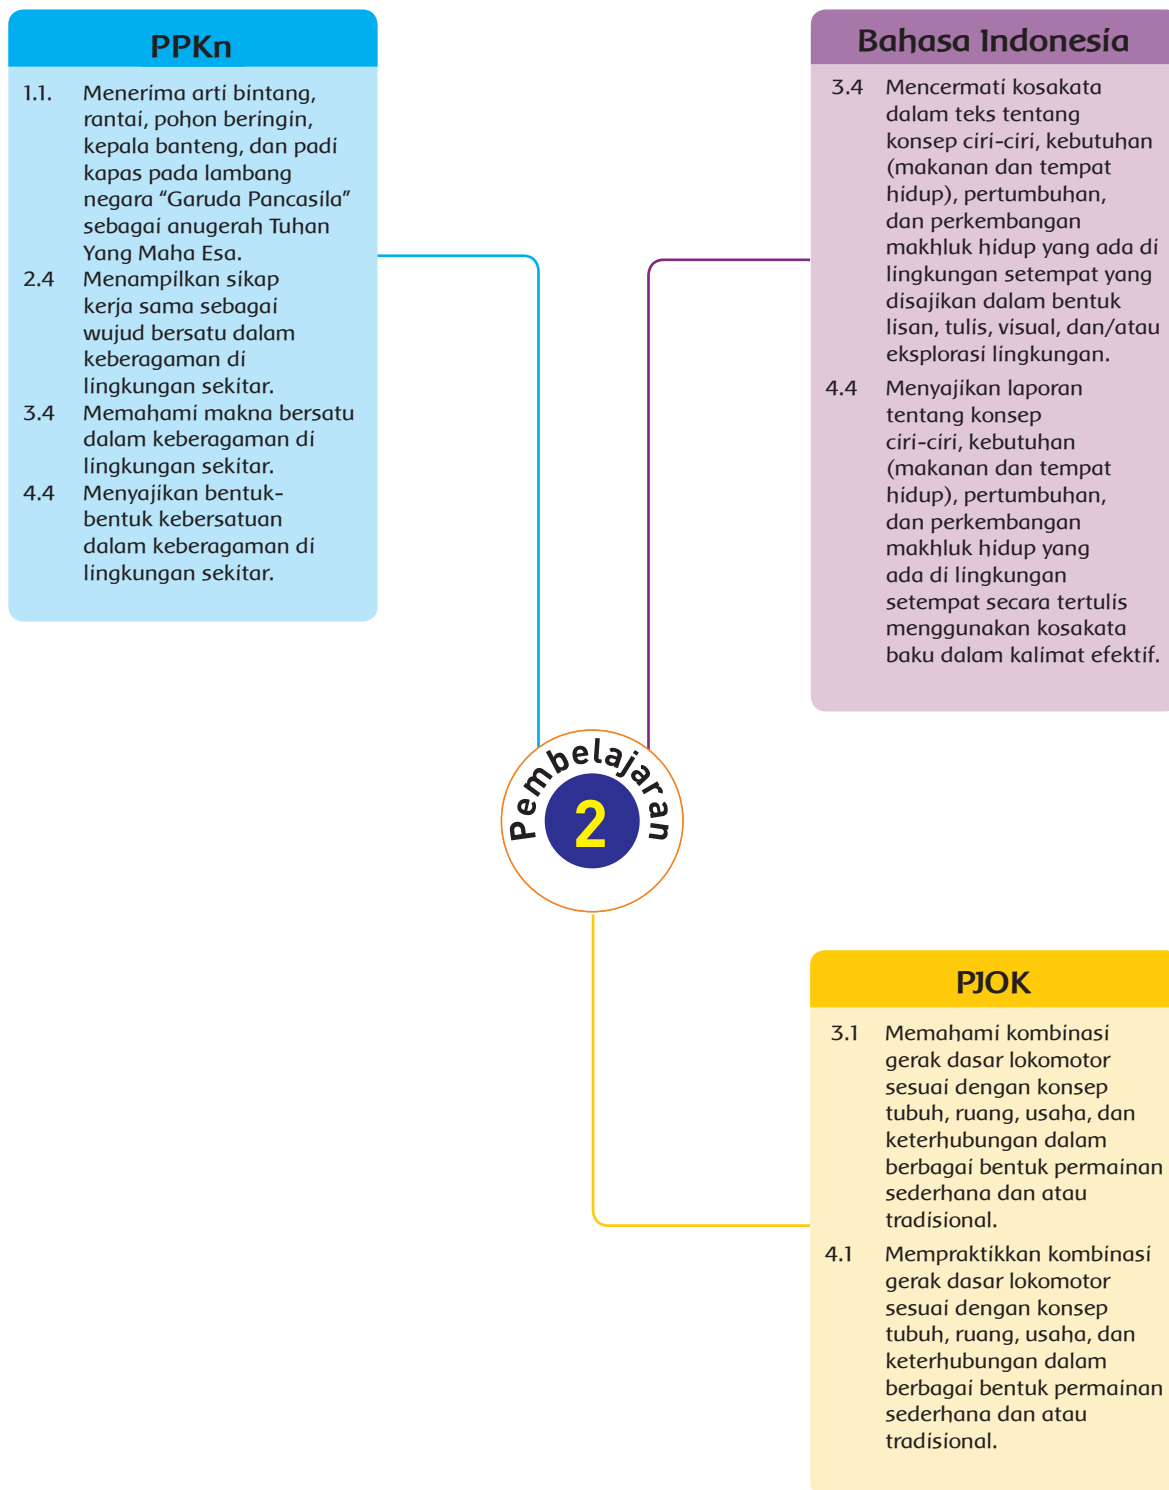 PPKn
1.1. Menerima arti bintang,
rantai, pohon beringin,
kepala banteng, dan padi
kapas pada lambang
negara “Garuda Pancasila”
sebagai anugerah Tuhan
Yang Maha Esa.
2.4 Menampilkan sikap
kerja sama sebagai
wujud bersatu dalam
keberagaman di
lingkungan sekitar.
3.4 Memahami makna bersatu
dalam keberagaman di
lingkungan sekitar.
4.4 Menyajikan bentuk-
bentuk kebersatuan
dalam keberagaman di
lingkungan sekitar.
Bahasa Indonesia
3.4 Mencermati kosakata
dalam teks tentang
konsep ciri-ciri, kebutuhan
(makanan dan tempat
hidup), pertumbuhan,
dan perkembangan
makhluk hidup yang ada di
lingkungan setempat yang
disajikan dalam bentuk
lisan, tulis, visual, dan/atau
eksplorasi lingkungan.
4.4 Menyajikan laporan
tentang konsep
ciri-ciri, kebutuhan
(makanan dan tempat
hidup), pertumbuhan,
dan perkembangan
makhluk hidup yang
ada di lingkungan
setempat secara tertulis
menggunakan kosakata
baku dalam kalimat efektif.
Pembelajaran
2
PJOK
3.1 Memahami kombinasi
gerak dasar lokomotor
sesuai dengan konsep
tubuh, ruang, usaha, dan
keterhubungan dalam
berbagai bentuk permainan
sederhana dan atau
tradisional.
4.1 Mempraktikkan kombinasi
gerak dasar lokomotor
sesuai dengan konsep
tubuh, ruang, usaha, dan
keterhubungan dalam
berbagai bentuk permainan
sederhana dan atau
tradisional.